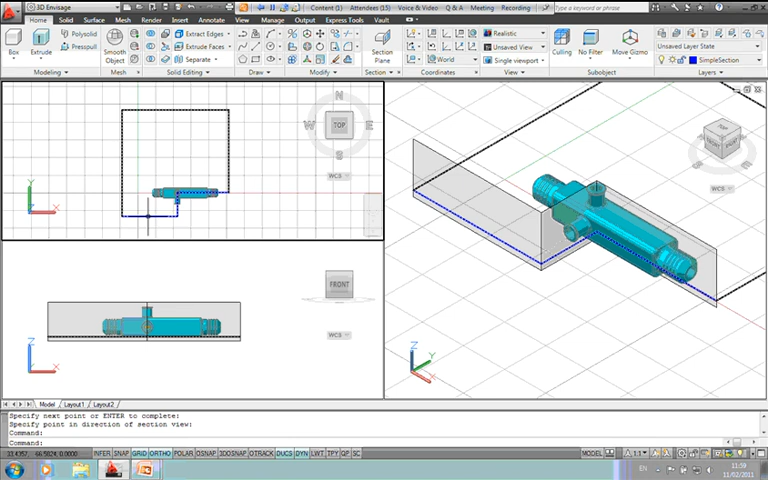 3D Envisage
Content (1) Attendees (15) Voice & Video Q & A Meeting Recording
Type a keyword or phrase
Home Solid Surface Mesh Render Insert Annotate View Manage Output Express Tools Vault
Box Extrude Polysolid Presspull Smooth Object Extract Edges Extrude Faces Separate Section Plane World Realistic Unsaved View Single viewport Culling No Filter Move Gizmo Unsaved Layer State SimpleSection
Modeling Solid Editing Draw Modify Section Coordinates View Subobject Layers
N
W TOP E
S
WCS
Y
X
TOP
FRONT
WCS
FRONT
WCS
Z
X
Z
Y
X
Model Layout1 Layout2
Specify next point or ENTER to complete:
Specify point in direction of section view:
Command:
Command:
INFER SNAP GRID ORTHO POLAR OSNAP 3DOSNAP OTRACK DUCS DYN LWT TPY QP SC MODEL 1:1
EN 11:59
11/02/2011